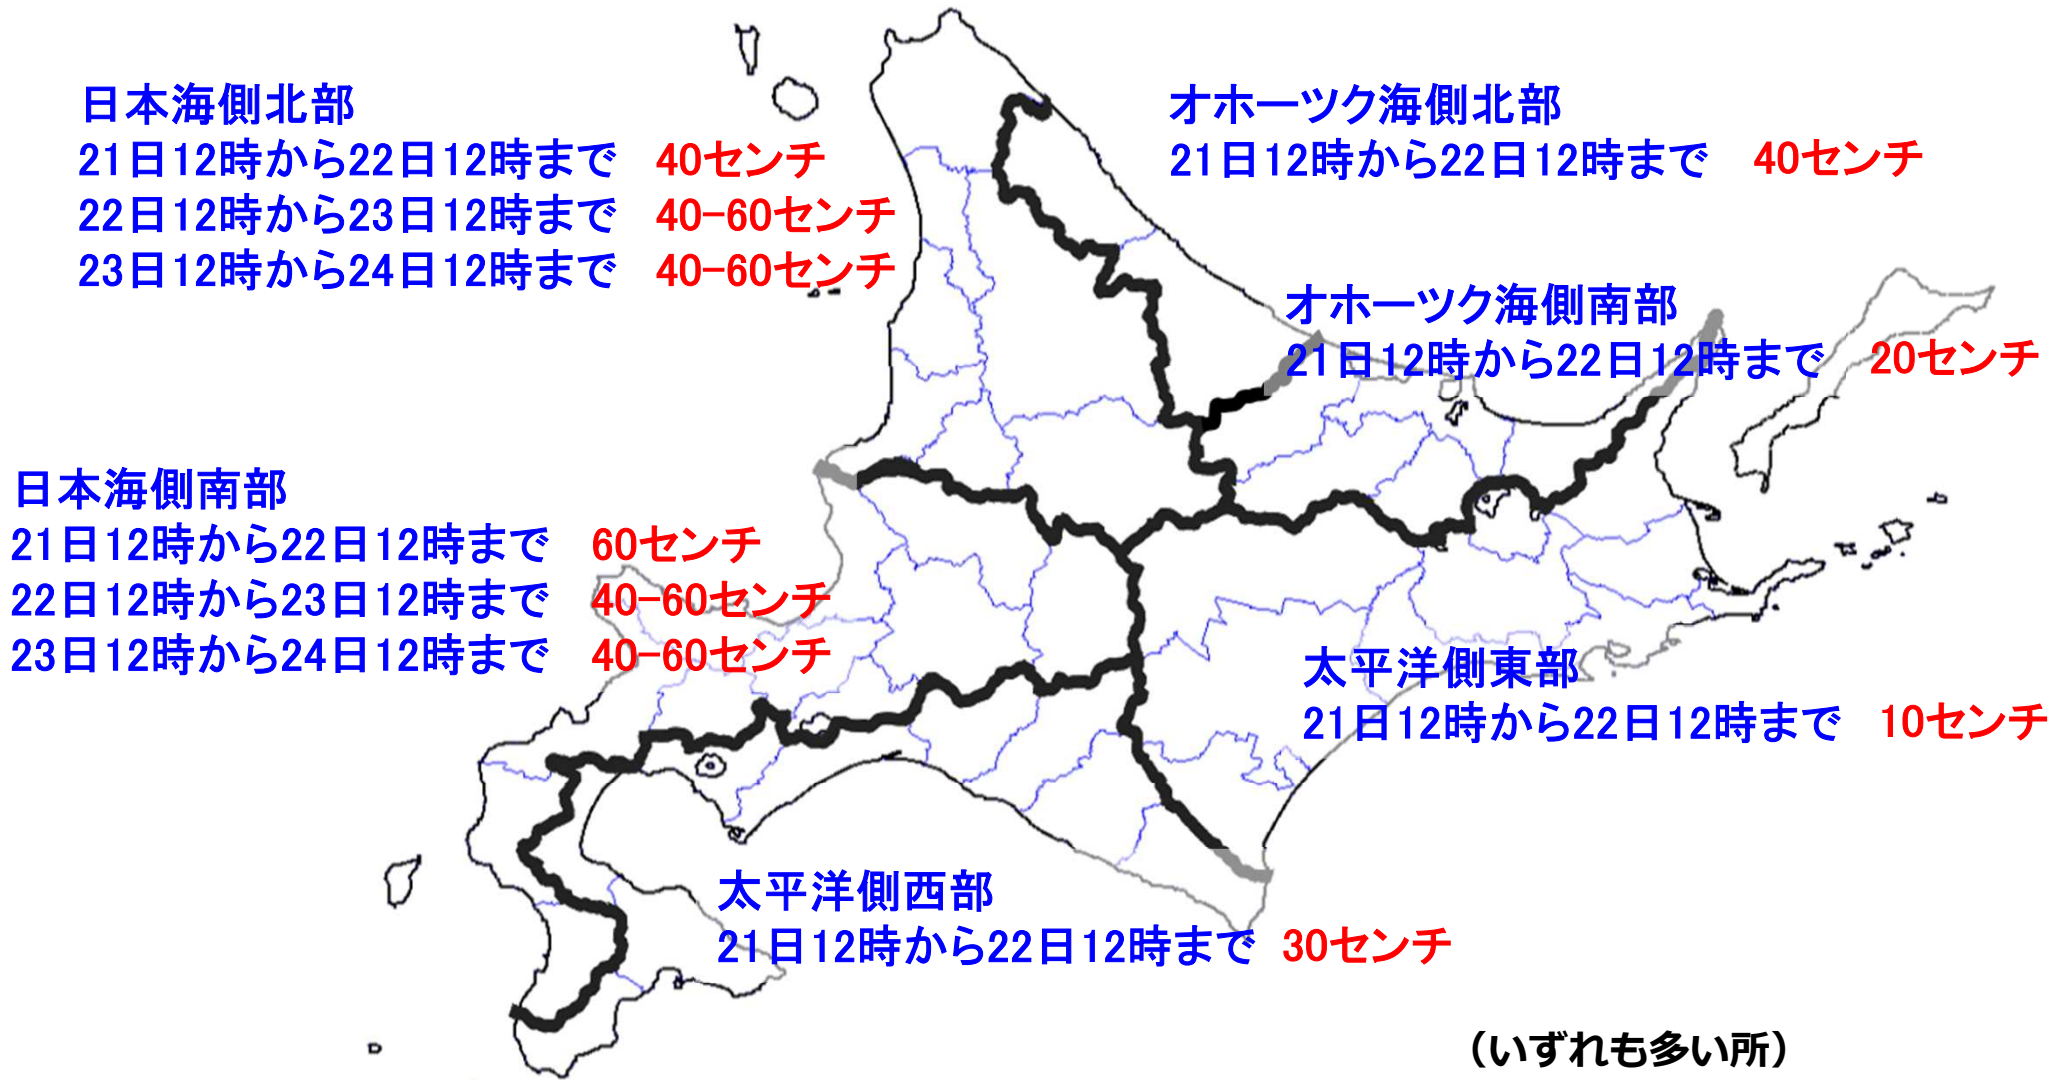 日本海側北部
21日12時から22日12時まで　40センチ
22日12時から23日12時まで　40-60センチ
23日12時から24日12時まで　40-60センチ
オホーツク海側北部
21日12時から22日12時まで　40センチ
オホーツク海側南部
21日12時から22日12時まで　20センチ
日本海側南部
21日12時から22日12時まで　60センチ
22日12時から23日12時まで　40-60センチ
23日12時から24日12時まで　40-60センチ
太平洋側東部
21日12時から22日12時まで　10センチ
太平洋側西部
21日12時から22日12時まで　30センチ
（いずれも多い所）